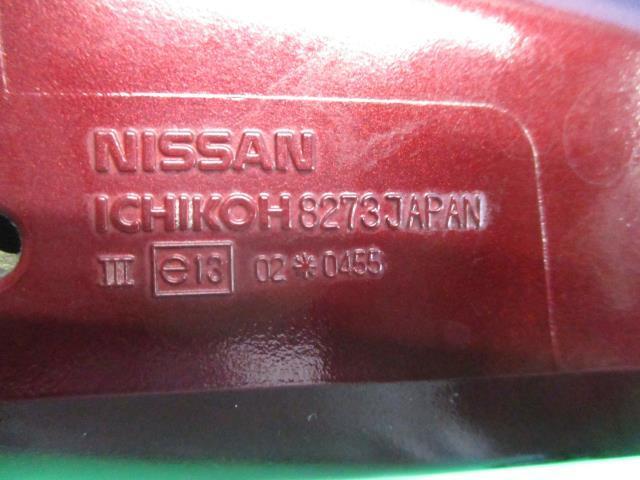 NISSAN
ICHIKOH 8273 JAPAN
III e13 02*0455